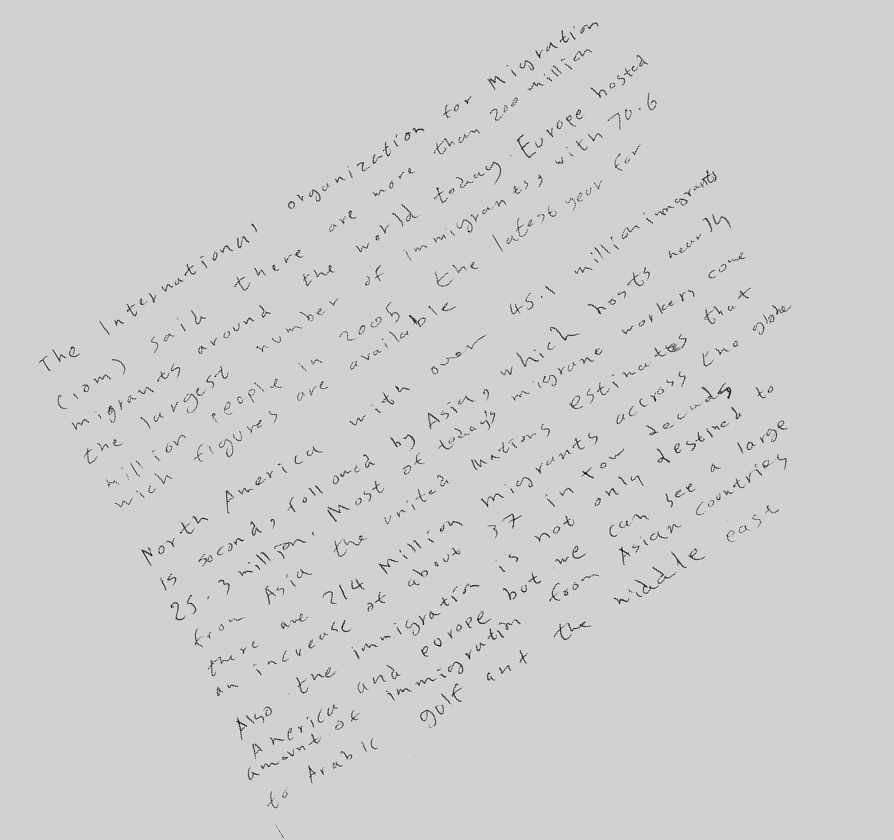 The International organization for Migration
(iom) said there are more than 200 million
migrants around the world today. Europe hosted
the largest number of immigrants, with 70.6
million people in 2005 the latest year for
wich figures are available
North America with over 45.1 million immigrants
is second, followed by Asia, which hosts nearly
25.3 million. Most of today's migrane workers come
from Asia the united Nations estimates that
there are 214 Million migrants accross the globe
an increase of about 37 in tow decads
Also the immigration is not only destined to
America and europe but we can see a large
amount of immigration from Asian countries
to Arabic gulf ant the middle east